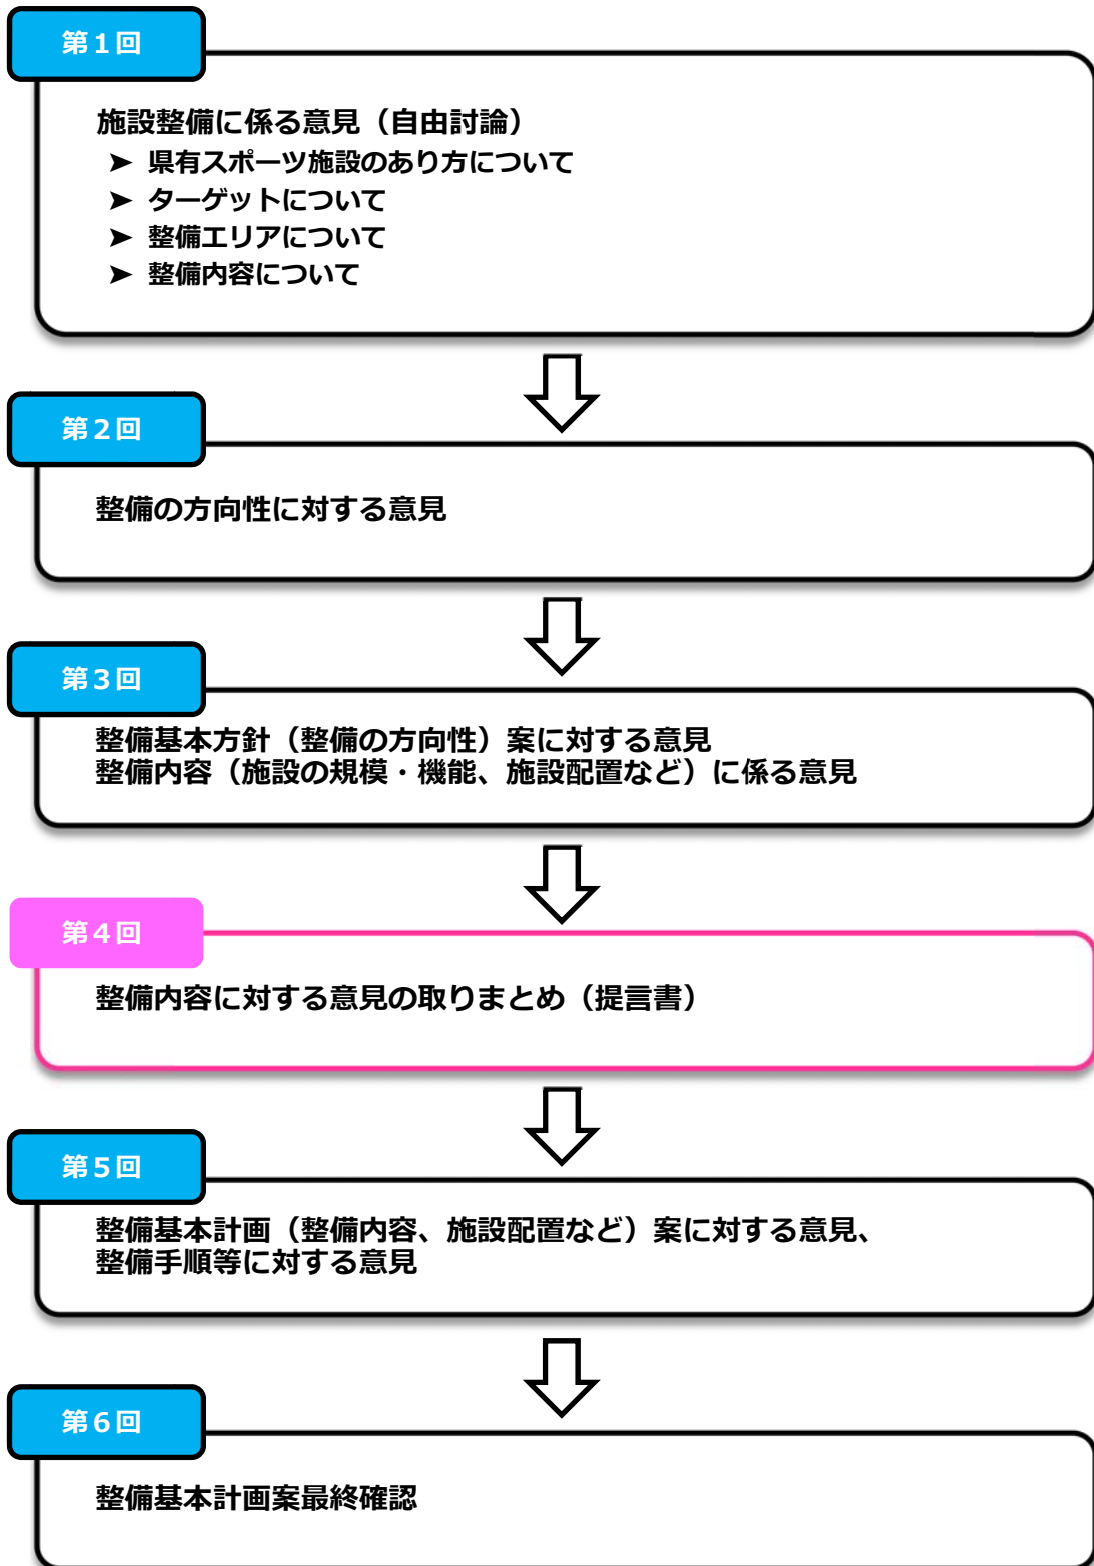 第1回
施設整備に係る意見（自由討論）
➤ 県有スポーツ施設のあり方について
➤ ターゲットについて
➤ 整備エリアについて
➤ 整備内容について
第2回
整備の方向性に対する意見
第3回
整備基本方針（整備の方向性）案に対する意見
整備内容（施設の規模・機能、施設配置など）に係る意見
第4回
整備内容に対する意見の取りまとめ（提言書）
第5回
整備基本計画（整備内容、施設配置など）案に対する意見、
整備手順等に対する意見
第6回
整備基本計画案最終確認